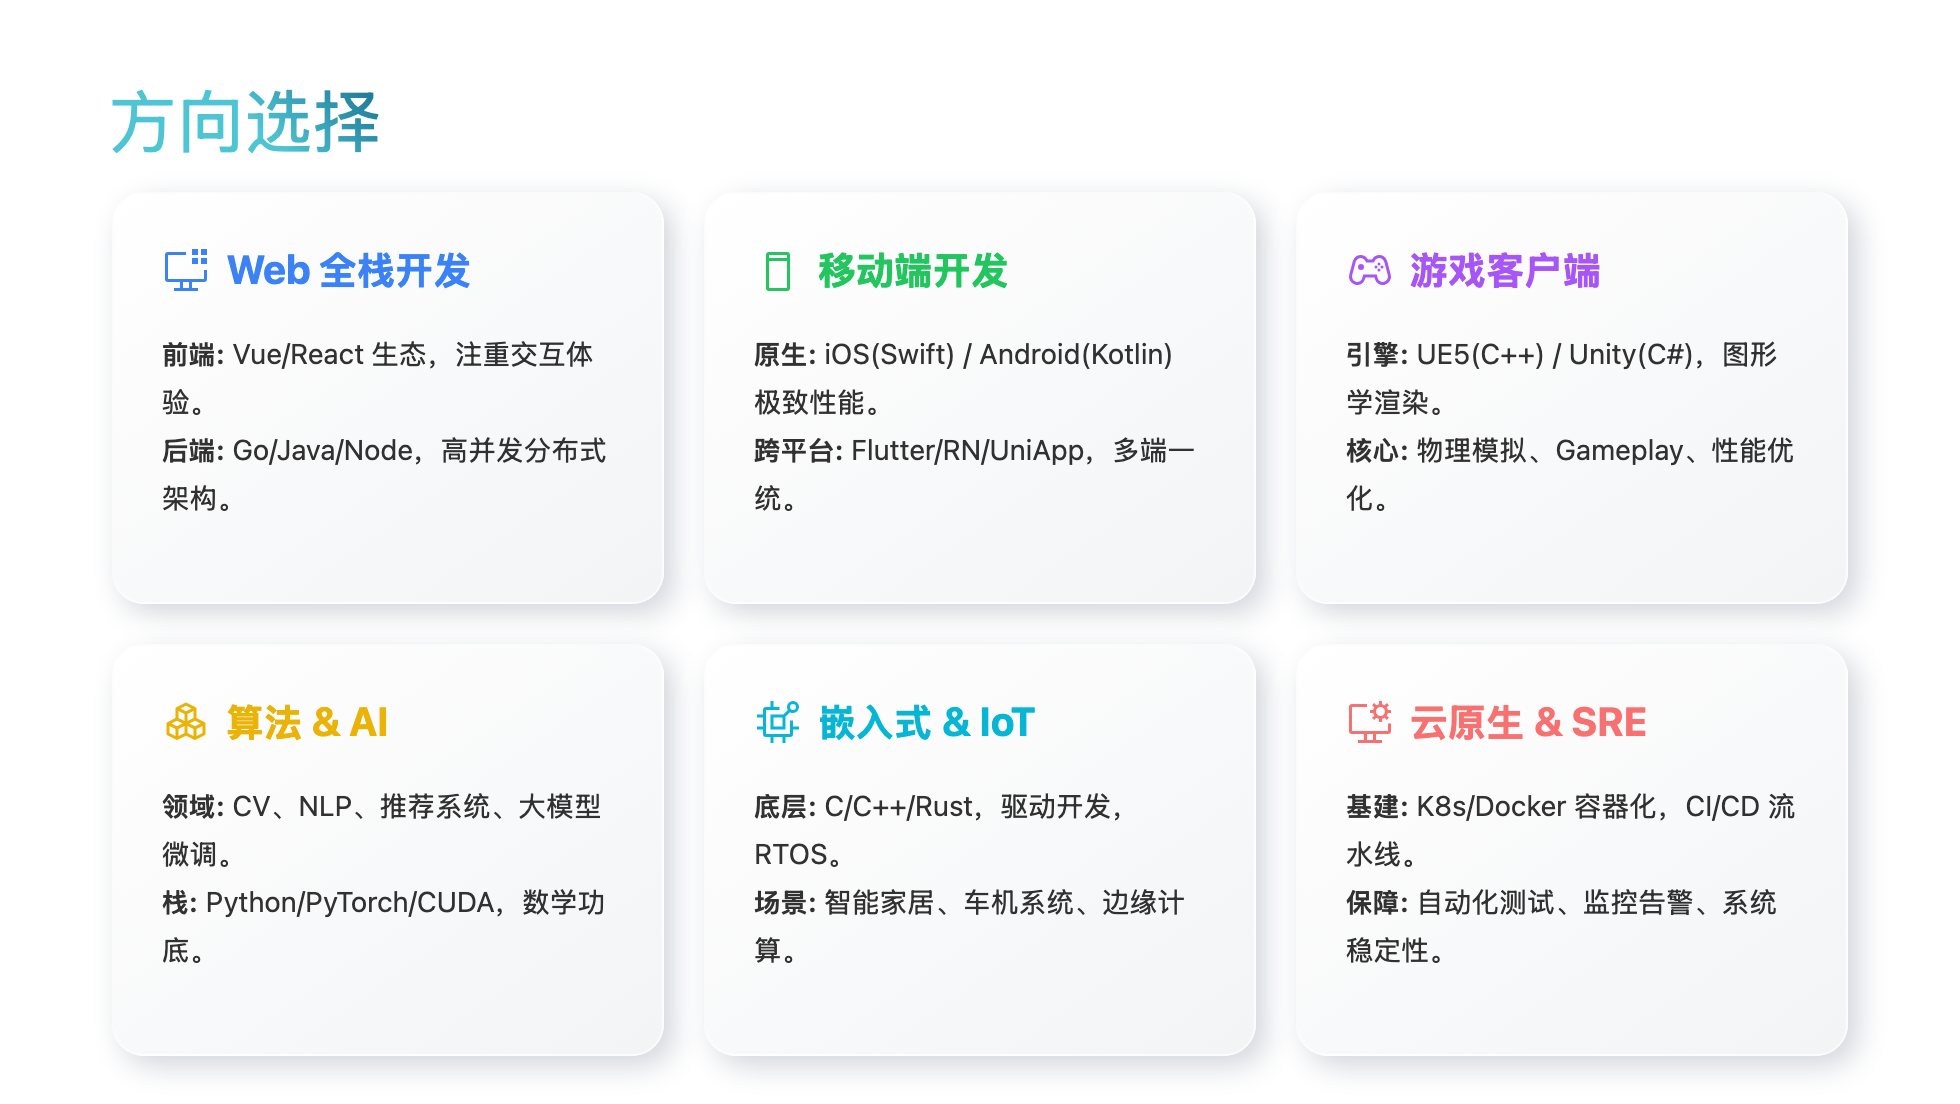 方向选择
Web 全栈开发
前端: Vue/React 生态，注重交互体
验。
后端: Go/Java/Node，高并发分布式
架构。
移动端开发
原生: iOS(Swift) / Android(Kotlin)
极致性能。
跨平台: Flutter/RN/UniApp，多端一
统。
游戏客户端
引擎: UE5(C++) / Unity(C#)，图形
学渲染。
核心: 物理模拟、Gameplay、性能优
化。
算法 & AI
领域: CV、NLP、推荐系统、大模型
微调。
栈: Python/PyTorch/CUDA，数学功
底。
嵌入式 & IoT
底层: C/C++/Rust，驱动开发，
RTOS。
场景: 智能家居、车机系统、边缘计
算。
云原生 & SRE
基建: K8s/Docker 容器化，CI/CD 流
水线。
保障: 自动化测试、监控告警、系统
稳定性。